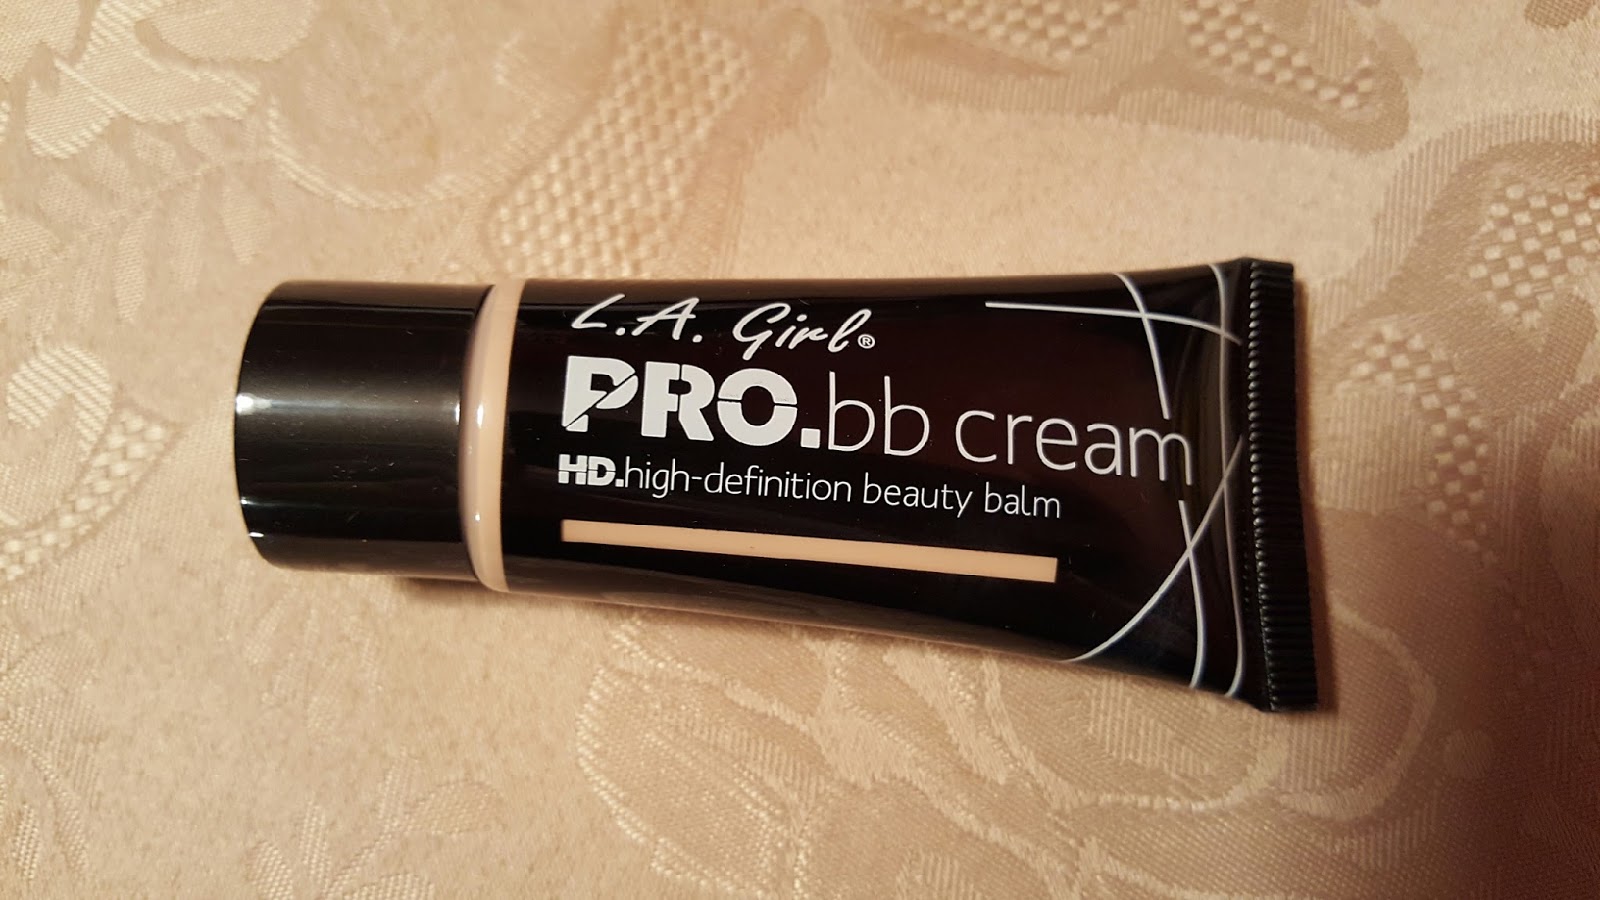 L.A. Girl®
PRO.bb cream
HD.high-definition beauty balm